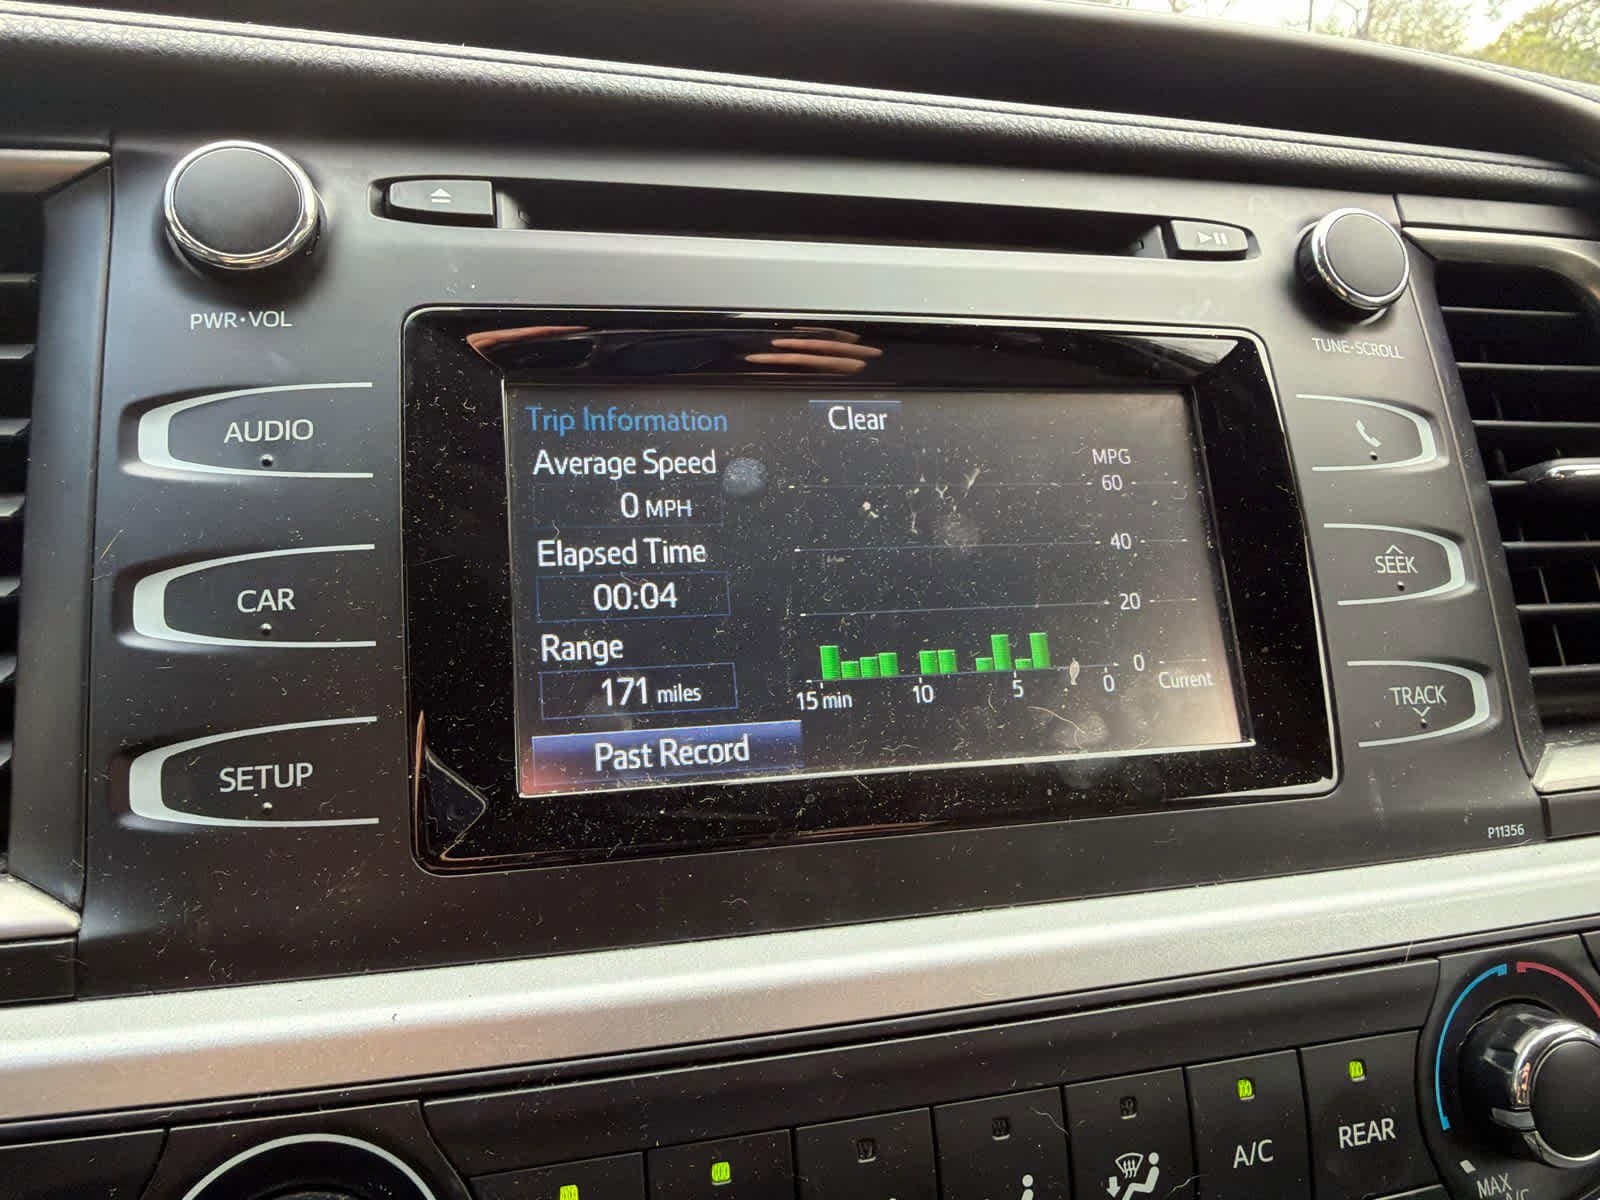 PWR•VOL
TUNE•SCROLL
AUDIO
CAR
SETUP
Trip Information
Clear
Average Speed
0 MPH
Elapsed Time
00:04
Range
171 miles
Past Record
MPG
60
40
20
0
15 min 10 5 0 Current
SEEK
TRACK
P11356
A/C
REAR
MAX